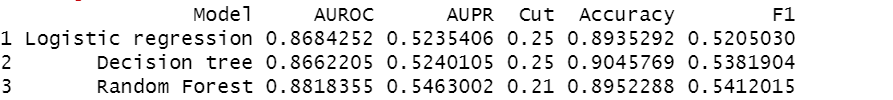 Model AUROC AUPR Cut Accuracy F1
1 Logistic regression 0.8684252 0.5235406 0.25 0.8935292 0.5205030
2 Decision tree 0.8662205 0.5240105 0.25 0.9045769 0.5381904
3 Random Forest 0.8818355 0.5463002 0.21 0.8952288 0.5412015